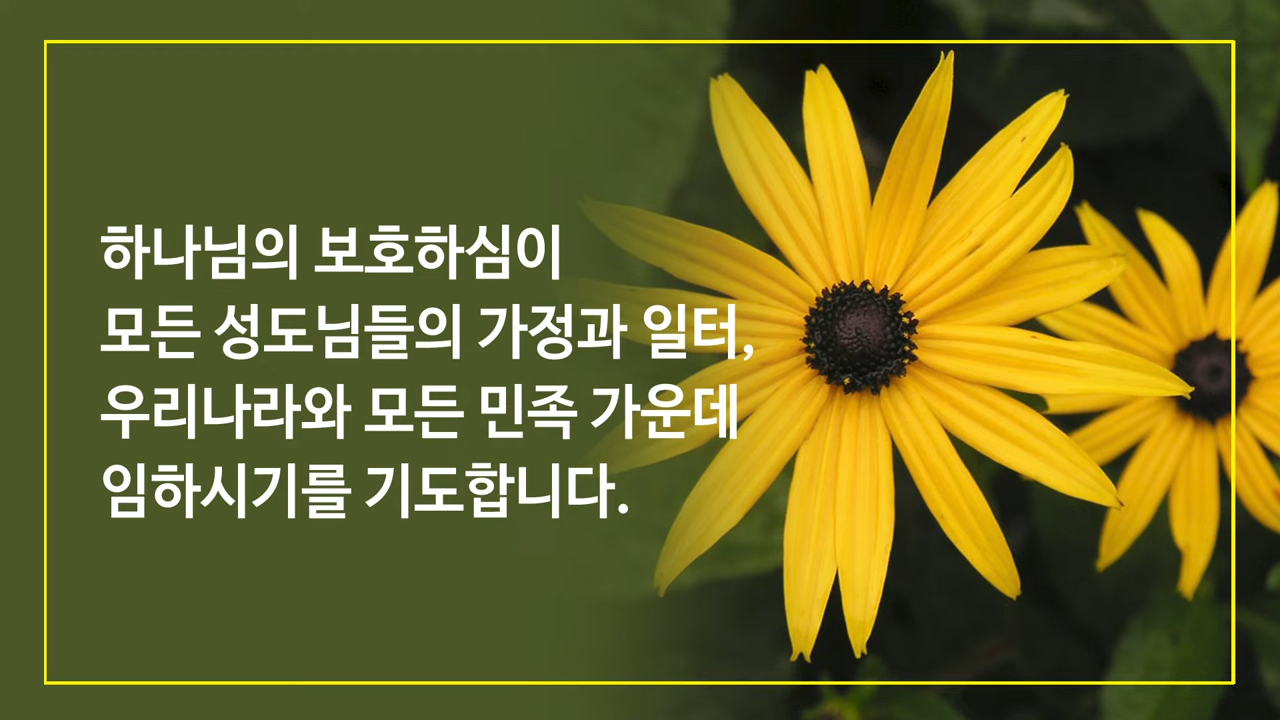 하나님의 보호하심이
모든 성도님들의 가정과 일터,
우리나라와 모든 민족 가운데
임하시기를 기도합니다.